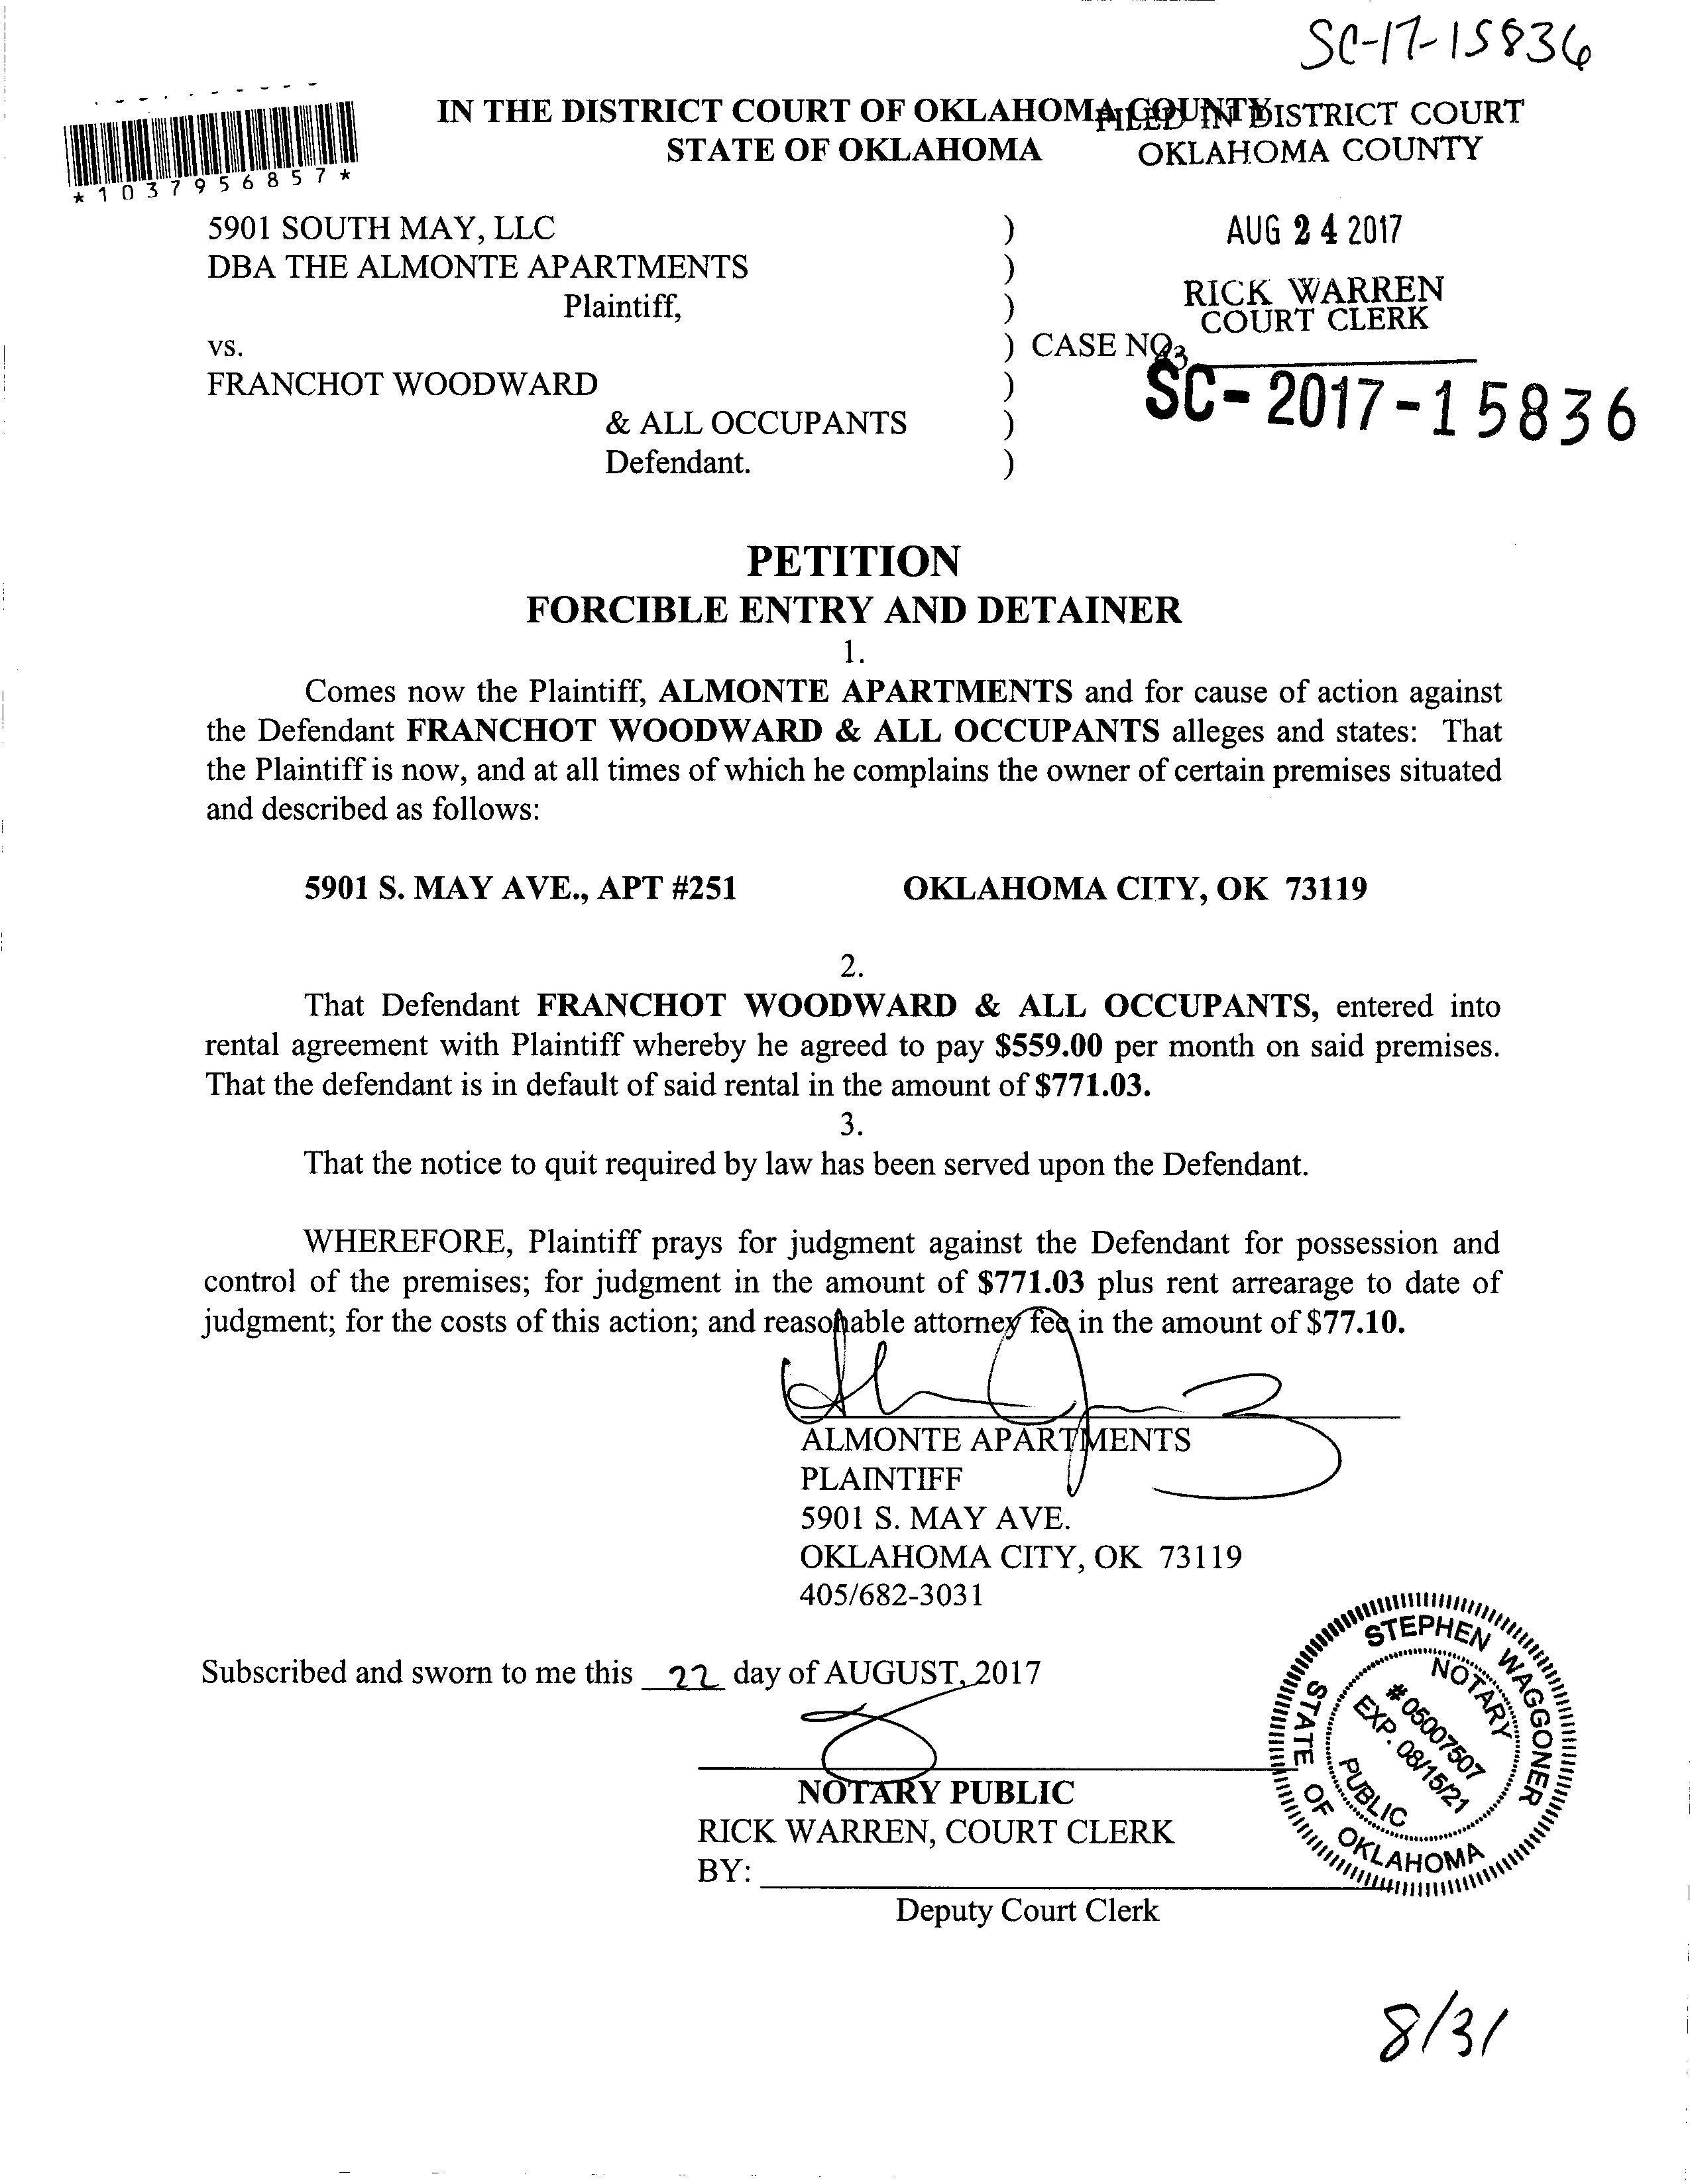 SC-17-15836
IN THE DISTRICT COURT OF OKLAHOMA COUNTY
STATE OF OKLAHOMA
FILED IN DISTRICT COURT
OKLAHOMA COUNTY
*1037956857*
AUG 24 2017
RICK WARREN
COURT CLERK
5901 SOUTH MAY, LLC )
DBA THE ALMONTE APARTMENTS )
Plaintiff, )
vs. ) CASE NO.
FRANCHOT WOODWARD )
& ALL OCCUPANTS )
Defendant. )
SC-2017-15836
PETITION
FORCIBLE ENTRY AND DETAINER
1.
Comes now the Plaintiff, ALMONTE APARTMENTS and for cause of action against
the Defendant FRANCHOT WOODWARD & ALL OCCUPANTS alleges and states: That
the Plaintiff is now, and at all times of which he complains the owner of certain premises situated
and described as follows:
5901 S. MAY AVE., APT #251 OKLAHOMA CITY, OK 73119
2.
That Defendant FRANCHOT WOODWARD & ALL OCCUPANTS, entered into
rental agreement with Plaintiff whereby he agreed to pay $559.00 per month on said premises.
That the defendant is in default of said rental in the amount of $771.03.
3.
That the notice to quit required by law has been served upon the Defendant.
WHEREFORE, Plaintiff prays for judgment against the Defendant for possession and
control of the premises; for judgment in the amount of $771.03 plus rent arrearage to date of
judgment; for the costs of this action; and reasonable attorney fee in the amount of $77.10.
ALMONTE APARTMENTS
PLAINTIFF
5901 S. MAY AVE.
OKLAHOMA CITY, OK 73119
405/682-3031
Subscribed and sworn to me this 22 day of AUGUST, 2017
NOTARY PUBLIC
RICK WARREN, COURT CLERK
BY:
Deputy Court Clerk
STEPHEN WAGGONER
NOTARY
#05007507
EXP. 08/15/21
PUBLIC
STATE OF OKLAHOMA
8/31